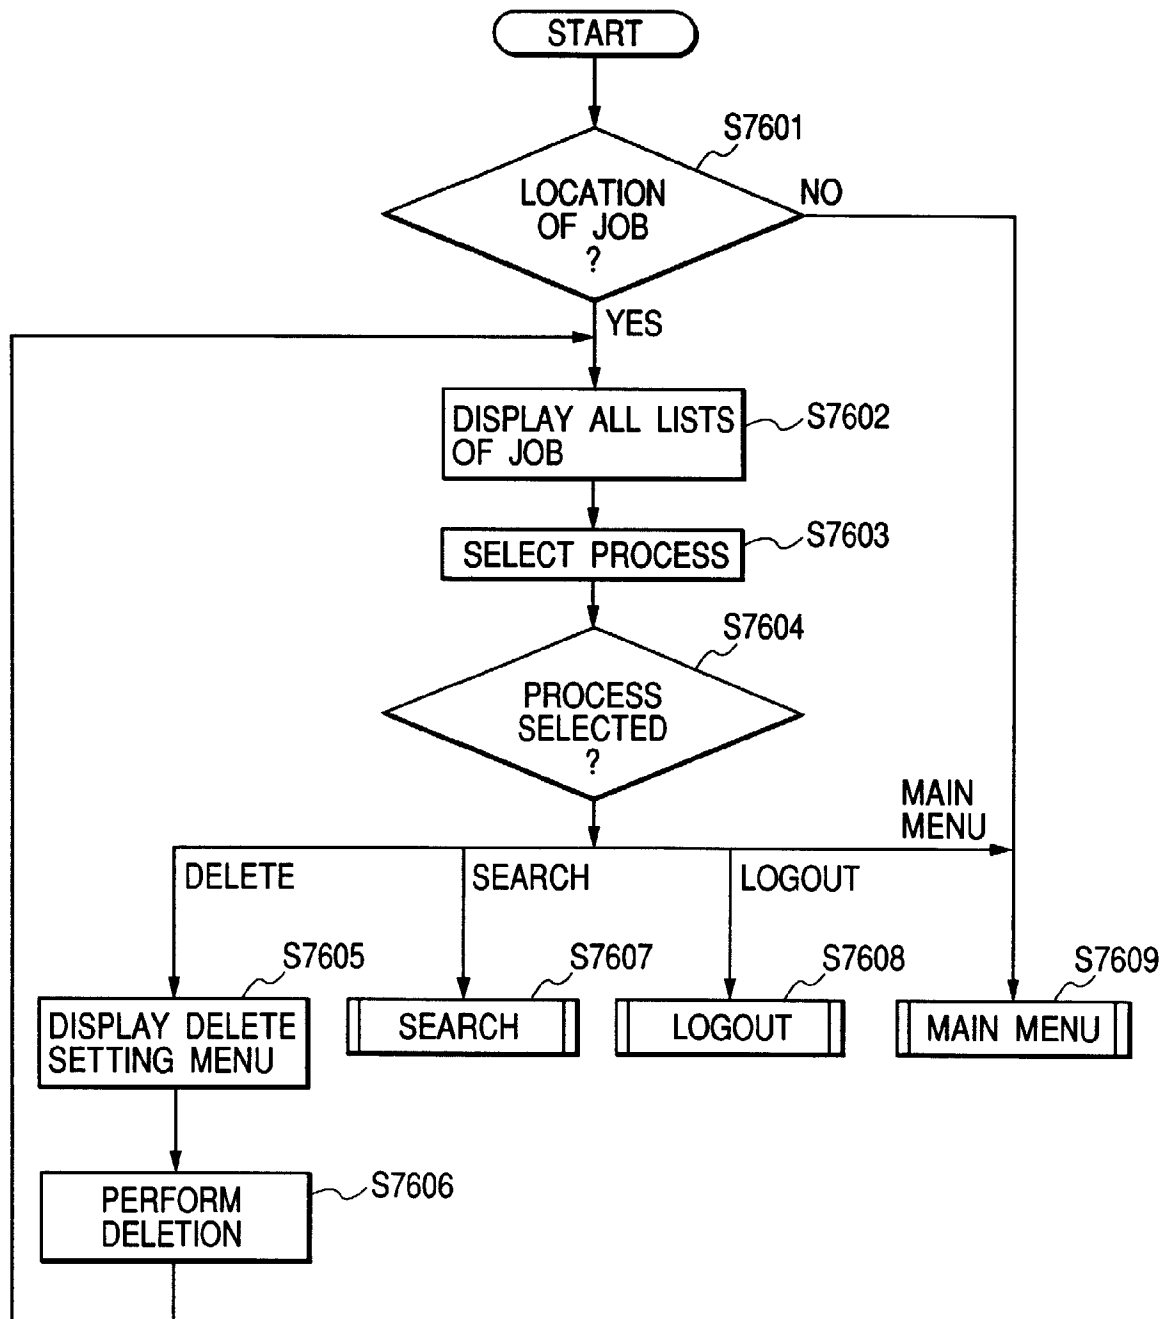 START
S7601
LOCATION
OF JOB
?
NO
YES
DISPLAY ALL LISTS
OF JOB
S7602
SELECT PROCESS
S7603
S7604
PROCESS
SELECTED
?
MAIN
MENU
DELETE
SEARCH
LOGOUT
S7605
S7607
S7608
S7609
DISPLAY DELETE
SETTING MENU
SEARCH
LOGOUT
MAIN MENU
S7606
PERFORM
DELETION